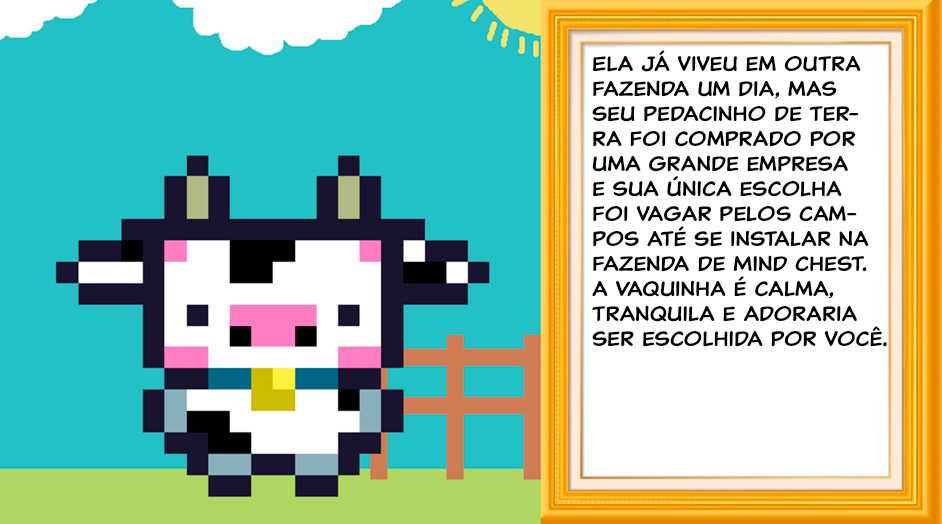 ELA JÁ VIVEU EM OUTRA
FAZENDA UM DIA, MAS
SEU PEDACINHO DE TER-
RA FOI COMPRADO POR
UMA GRANDE EMPRESA
E SUA ÚNICA ESCOLHA
FOI VAGAR PELOS CAM-
POS ATÉ SE INSTALAR NA
FAZENDA DE MIND CHEST.
A VAQUINHA É CALMA,
TRANQUILA E ADORARIA
SER ESCOLHIDA POR VOCÊ.